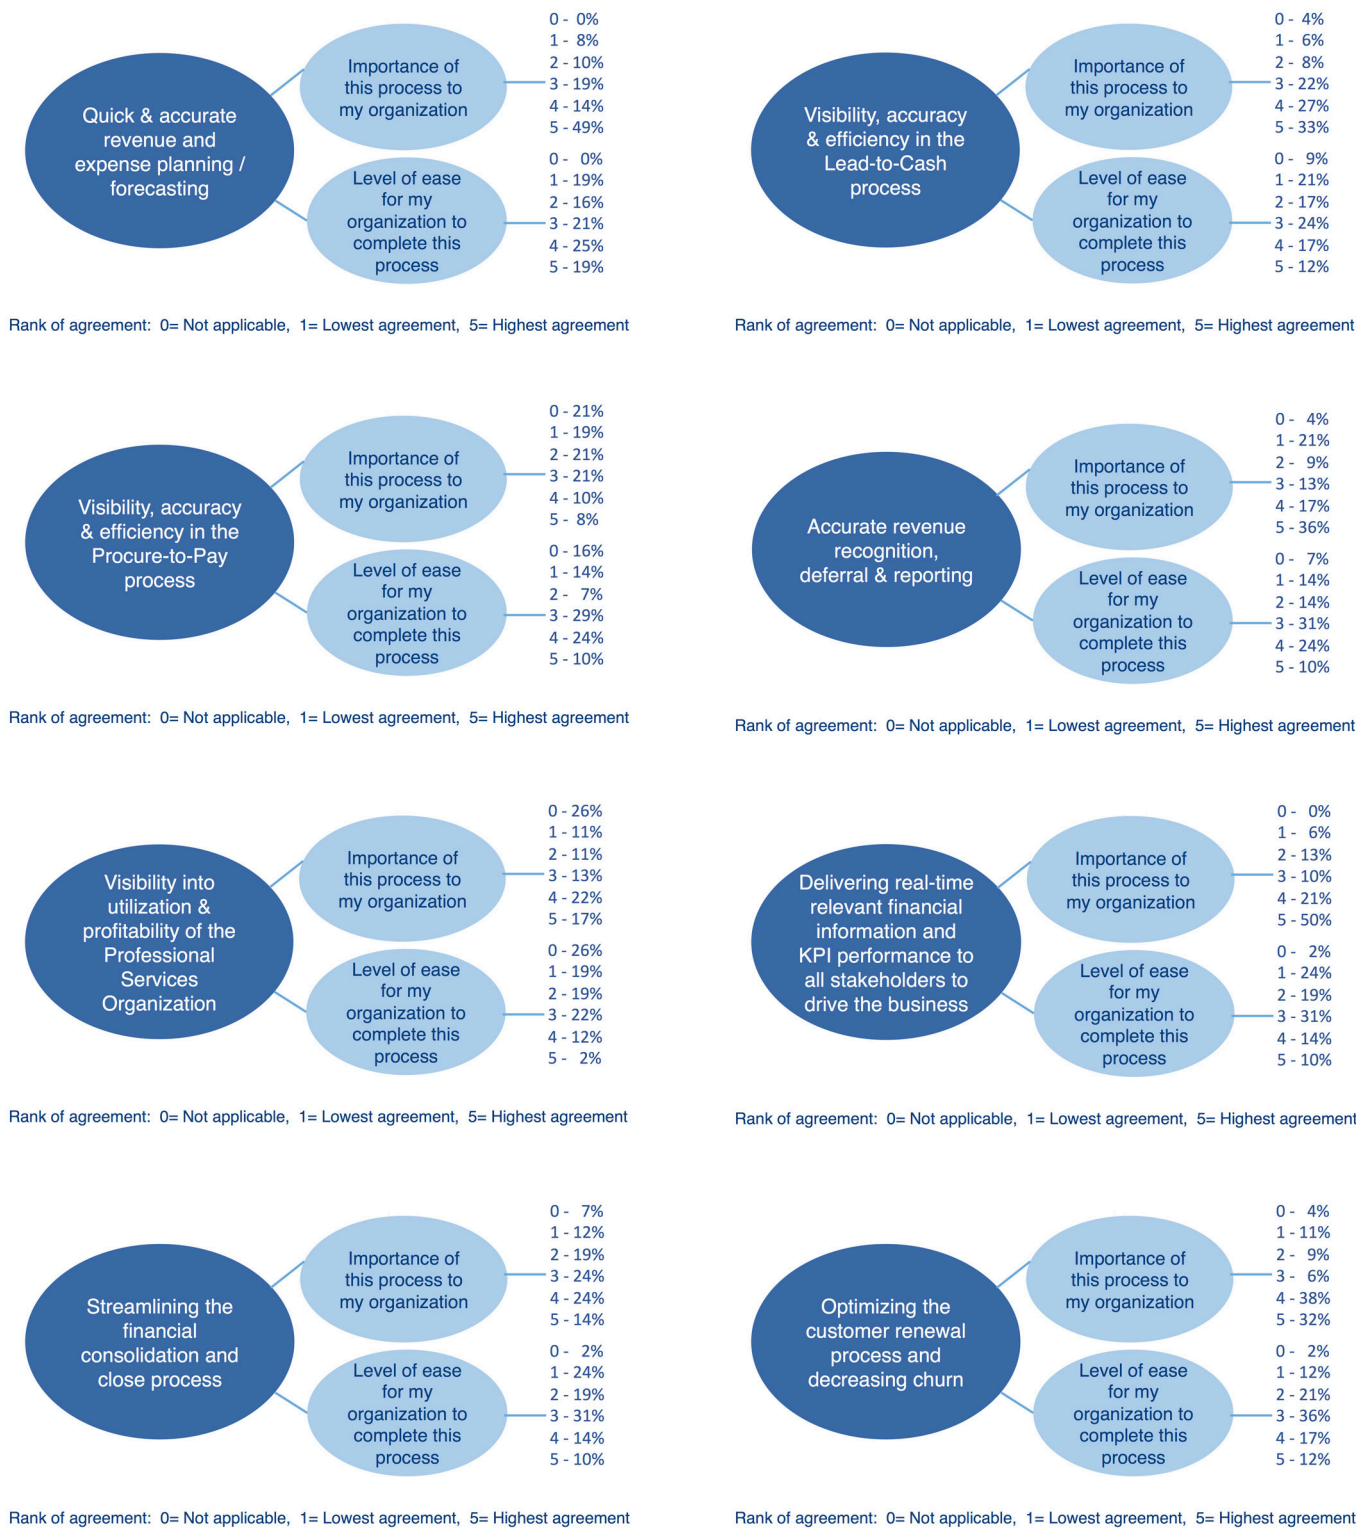 Quick & accurate
revenue and
expense planning /
forecasting
Importance of
this process to
my organization
0 - 0%
1 - 8%
2 - 10%
3 - 19%
4 - 14%
5 - 49%
Level of ease
for my
organization to
complete this
process
0 - 0%
1 - 19%
2 - 16%
3 - 21%
4 - 25%
5 - 19%
Rank of agreement: 0= Not applicable, 1= Lowest agreement, 5= Highest agreement
Visibility, accuracy
& efficiency in the
Lead-to-Cash
process
Importance of
this process to
my organization
0 - 4%
1 - 6%
2 - 8%
3 - 22%
4 - 27%
5 - 33%
Level of ease
for my
organization to
complete this
process
0 - 9%
1 - 21%
2 - 17%
3 - 24%
4 - 17%
5 - 12%
Rank of agreement: 0= Not applicable, 1= Lowest agreement, 5= Highest agreement
Visibility, accuracy
& efficiency in the
Procure-to-Pay
process
Importance of
this process to
my organization
0 - 21%
1 - 19%
2 - 21%
3 - 21%
4 - 10%
5 - 8%
Level of ease
for my
organization to
complete this
process
0 - 16%
1 - 14%
2 - 7%
3 - 29%
4 - 24%
5 - 10%
Rank of agreement: 0= Not applicable, 1= Lowest agreement, 5= Highest agreement
Accurate revenue
recognition,
deferral & reporting
Importance of
this process to
my organization
0 - 4%
1 - 21%
2 - 9%
3 - 13%
4 - 17%
5 - 36%
Level of ease
for my
organization to
complete this
process
0 - 7%
1 - 14%
2 - 14%
3 - 31%
4 - 24%
5 - 10%
Rank of agreement: 0= Not applicable, 1= Lowest agreement, 5= Highest agreement
Visibility into
utilization &
profitability of the
Professional
Services
Organization
Importance of
this process to
my organization
0 - 26%
1 - 11%
2 - 11%
3 - 13%
4 - 22%
5 - 17%
Level of ease
for my
organization to
complete this
process
0 - 26%
1 - 19%
2 - 19%
3 - 22%
4 - 12%
5 - 2%
Rank of agreement: 0= Not applicable, 1= Lowest agreement, 5= Highest agreement
Delivering real-time
relevant financial
information and
KPI performance to
all stakeholders to
drive the business
Importance of
this process to
my organization
0 - 0%
1 - 6%
2 - 13%
3 - 10%
4 - 21%
5 - 50%
Level of ease
for my
organization to
complete this
process
0 - 2%
1 - 24%
2 - 19%
3 - 31%
4 - 14%
5 - 10%
Rank of agreement: 0= Not applicable, 1= Lowest agreement, 5= Highest agreement
Streamlining the
financial
consolidation and
close process
Importance of
this process to
my organization
0 - 7%
1 - 12%
2 - 19%
3 - 24%
4 - 24%
5 - 14%
Level of ease
for my
organization to
complete this
process
0 - 2%
1 - 24%
2 - 19%
3 - 31%
4 - 14%
5 - 10%
Rank of agreement: 0= Not applicable, 1= Lowest agreement, 5= Highest agreement
Optimizing the
customer renewal
process and
decreasing churn
Importance of
this process to
my organization
0 - 4%
1 - 11%
2 - 9%
3 - 6%
4 - 38%
5 - 32%
Level of ease
for my
organization to
complete this
process
0 - 2%
1 - 12%
2 - 21%
3 - 36%
4 - 17%
5 - 12%
Rank of agreement: 0= Not applicable, 1= Lowest agreement, 5= Highest agreement